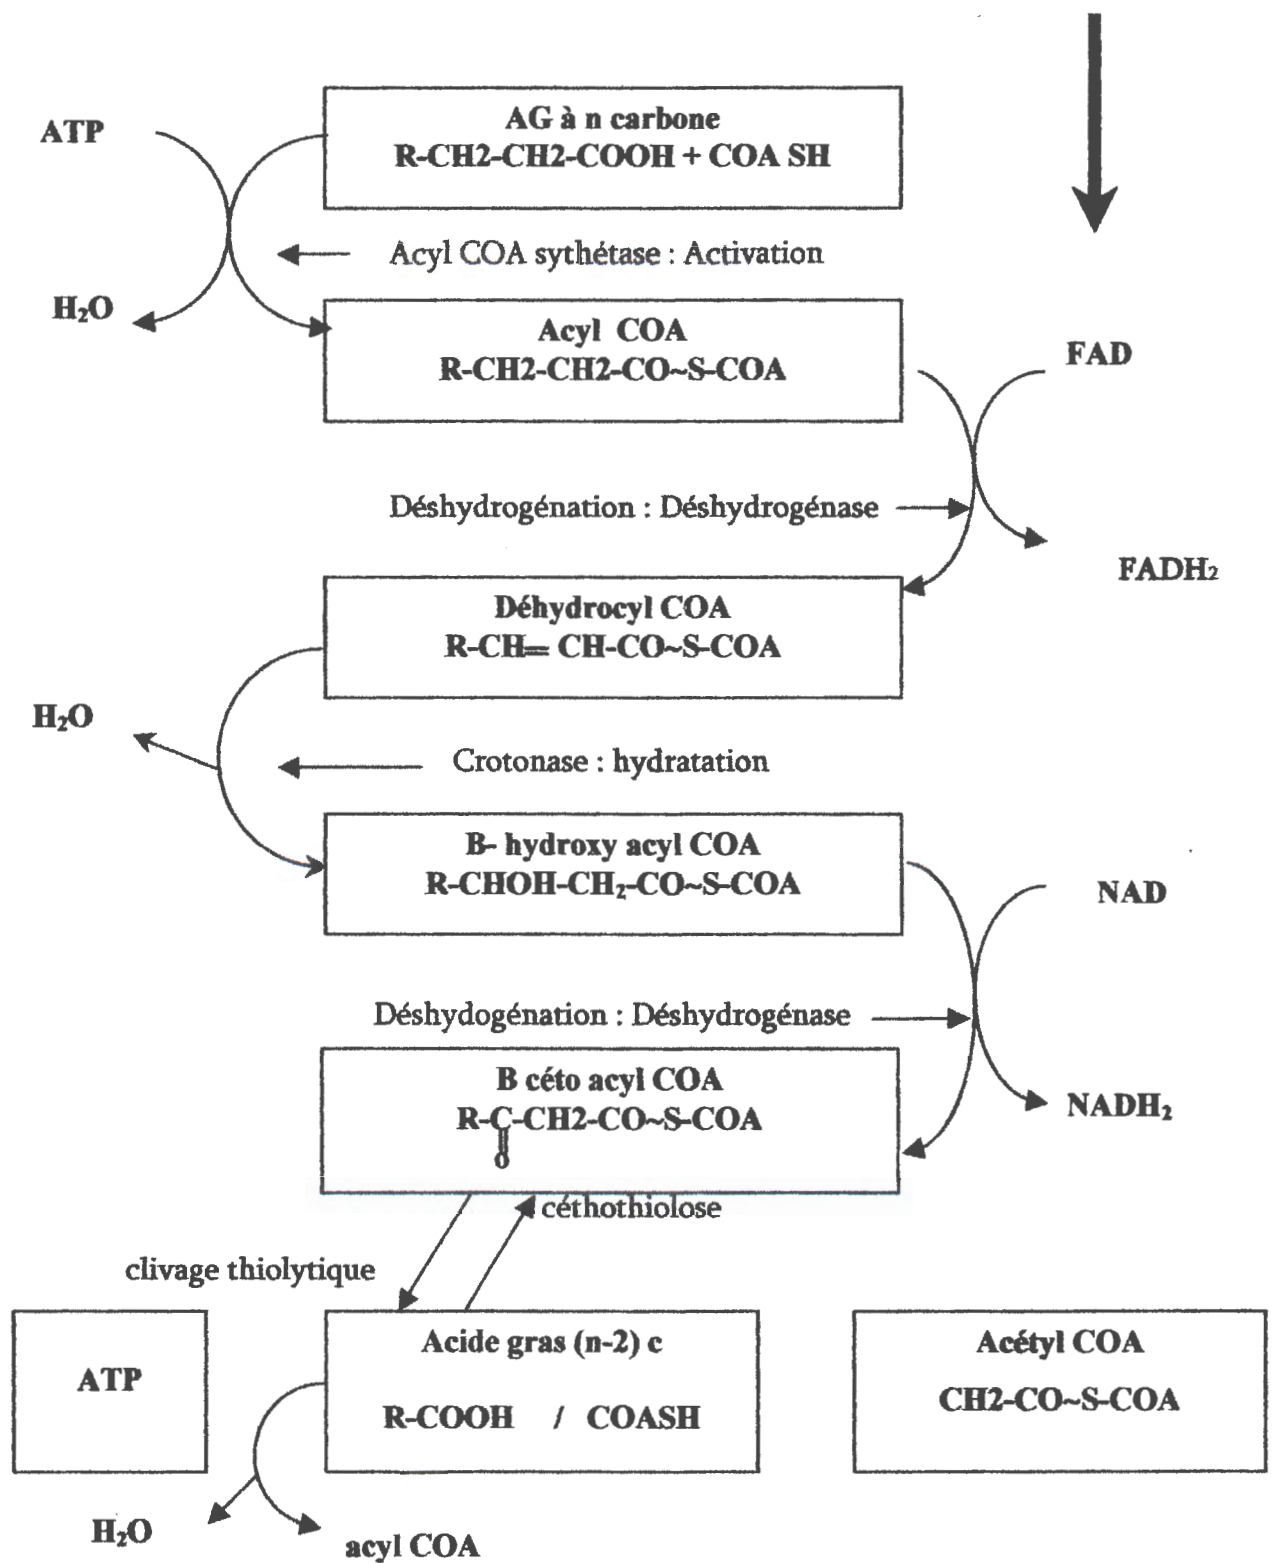 AG à n carbone
ATP
R-CH2-CH2-COOH + COA SH
Acyl COA sythétase : Activation
H₂O
Acyl COA
FAD
R-CH2-CH2-CO~S-COA
Déshydrogénation : Déshydrogénase
FADH₂
Déhydrocyl COA
R-CH= CH-CO~S-COA
H₂O
Crotonase : hydratation
B- hydroxy acyl COA
R-CHOH-CH₂-CO~S-COA
NAD
Déshydogénation : Déshydrogénase
B céto acyl COA
NADH₂
R-C-CH2-CO~S-COA
O
céthothiolose
clivage thiolytique
Acide gras (n-2) c
Acétyl COA
ATP
CH2-CO~S-COA
R-COOH / COASH
H₂O
acyl COA